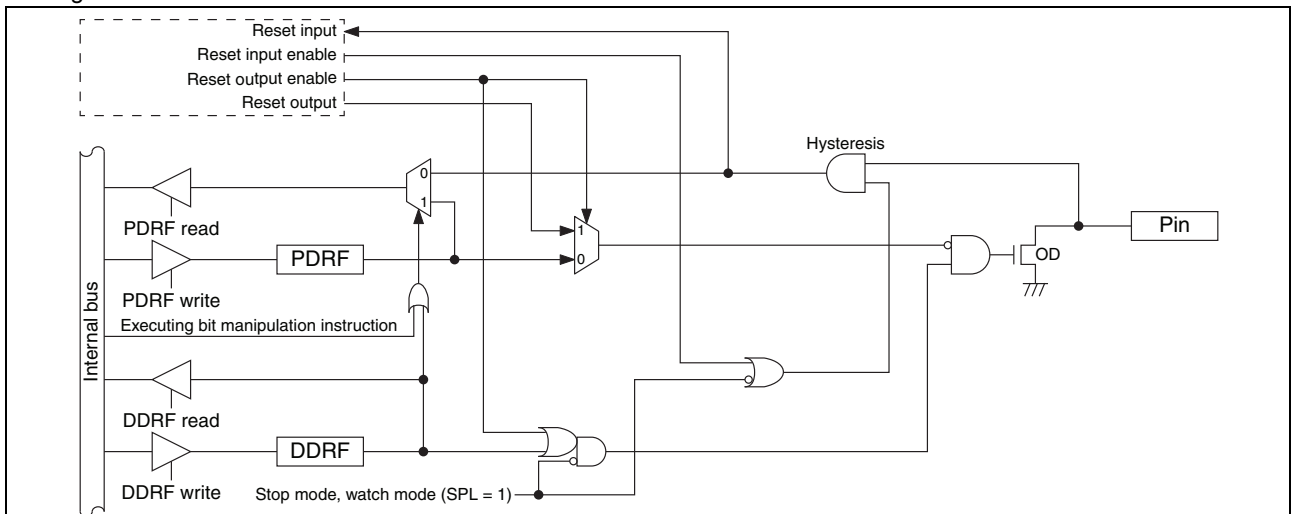 Reset input
Reset input enable
Reset output enable
Reset output
Hysteresis
0
1
PDRF read
1
Pin
PDRF
0
OD
PDRF write
Executing bit manipulation instruction
Internal bus
DDRF read
DDRF
DDRF write
Stop mode, watch mode (SPL = 1)